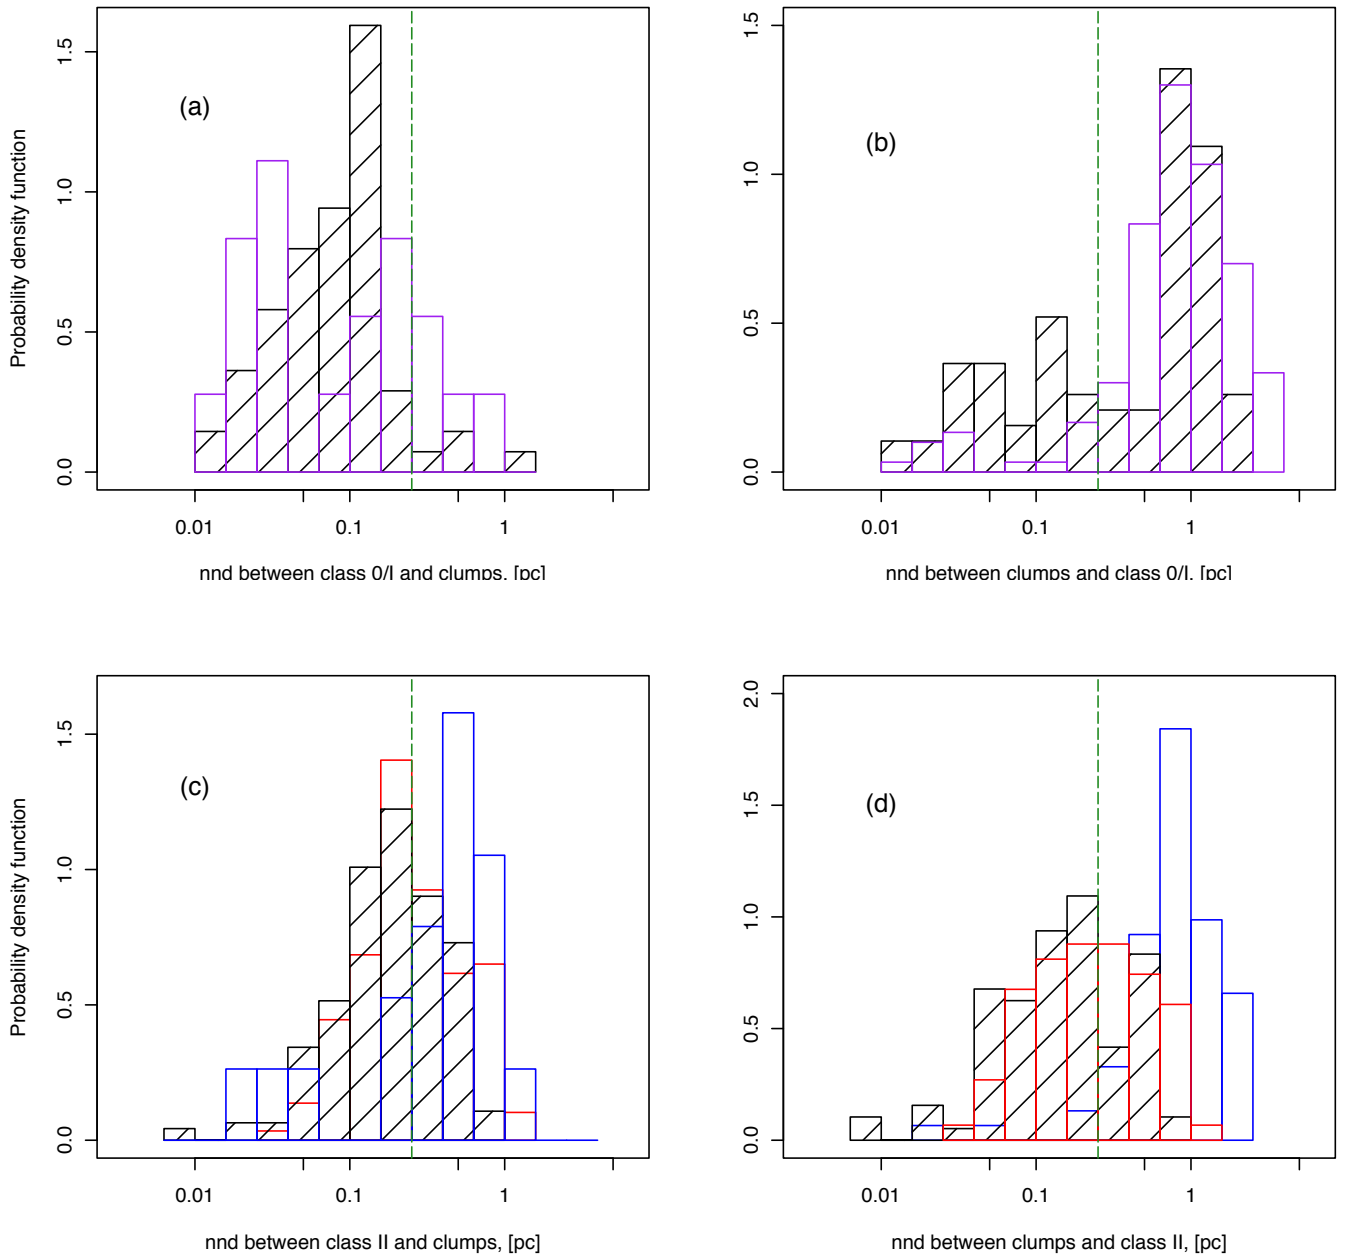 (a)
Probability density function
0.0 0.5 1.0 1.5
0.01 0.1 1
nnd between class 0/I and clumps, [pc]
(b)
0.0 0.5 1.0 1.5
0.01 0.1 1
nnd between clumps and class 0/I, [pc]
(c)
Probability density function
0.0 0.5 1.0 1.5
0.01 0.1 1
nnd between class II and clumps, [pc]
(d)
0.0 0.5 1.0 1.5 2.0
0.01 0.1 1
nnd between clumps and class II, [pc]